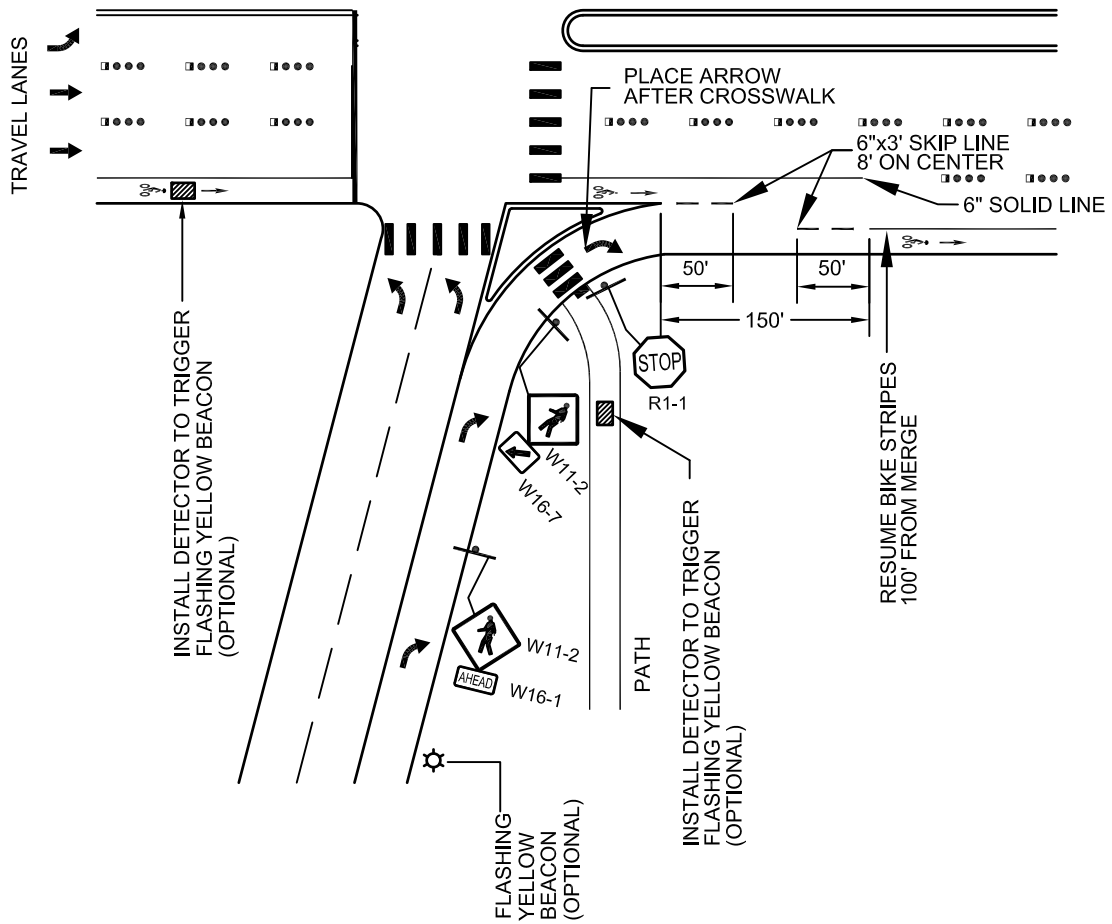 TRAVEL LANES
PLACE ARROW
AFTER CROSSWALK
6"x3' SKIP LINE
8' ON CENTER
6" SOLID LINE
50'
50'
150'
STOP
R1-1
W11-2
W16-7
W11-2
AHEAD
W16-1
INSTALL DETECTOR TO TRIGGER
FLASHING YELLOW BEACON
(OPTIONAL)
PATH
INSTALL DETECTOR TO TRIGGER
FLASHING YELLOW BEACON
(OPTIONAL)
RESUME BIKE STRIPES
100' FROM MERGE
FLASHING
YELLOW
BEACON
(OPTIONAL)